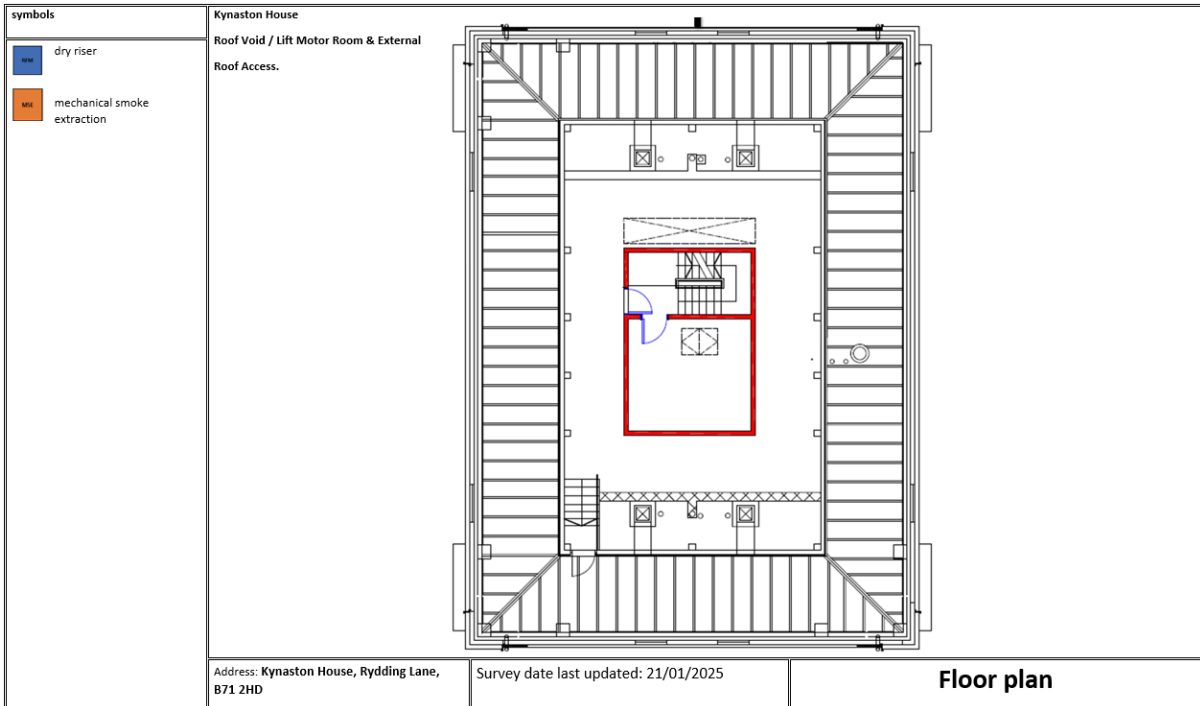 symbols
dry riser
MSE
mechanical smoke
extraction
Kynaston House
Roof Void / Lift Motor Room & External
Roof Access.
Address: Kynaston House, Rydding Lane,
B71 2HD
Survey date last updated: 21/01/2025
Floor plan